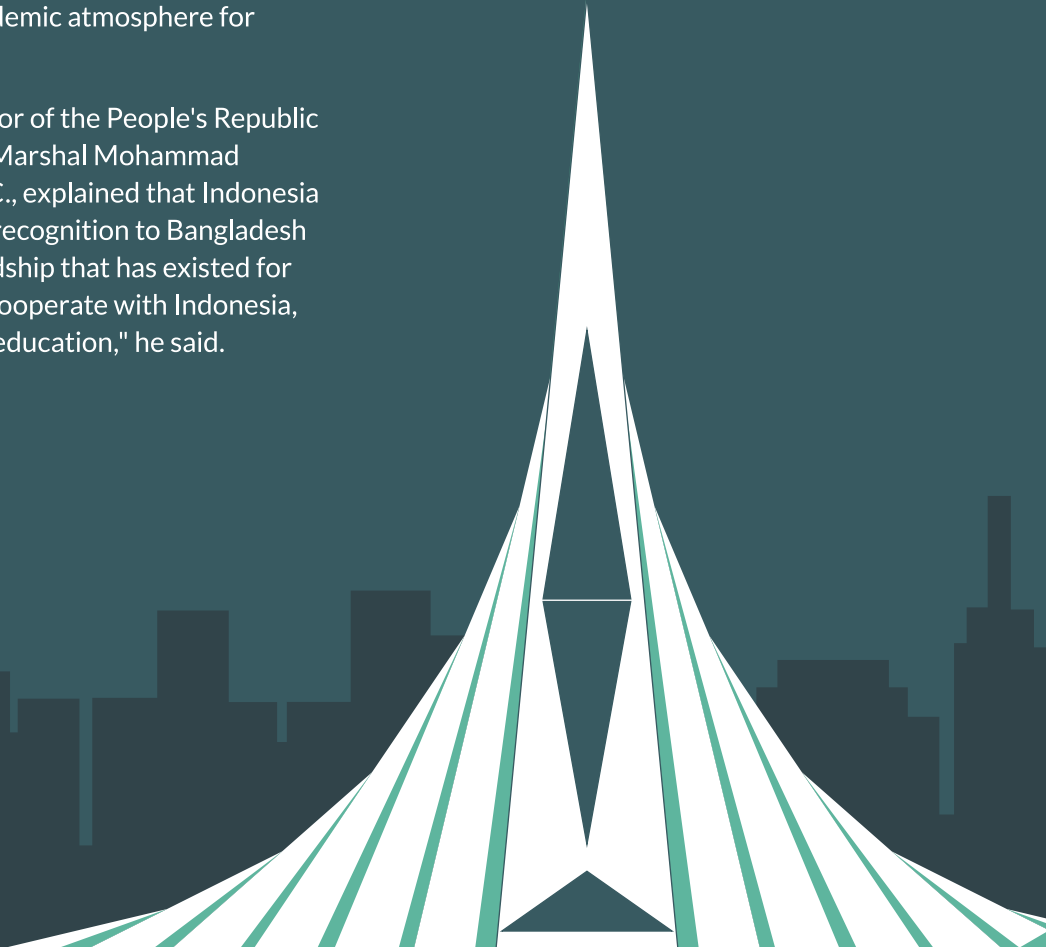 demic atmosphere for
or of the People's Republic
Marshal Mohammad
C., explained that Indonesia
recognition to Bangladesh
dship that has existed for
ooperate with Indonesia,
education," he said.